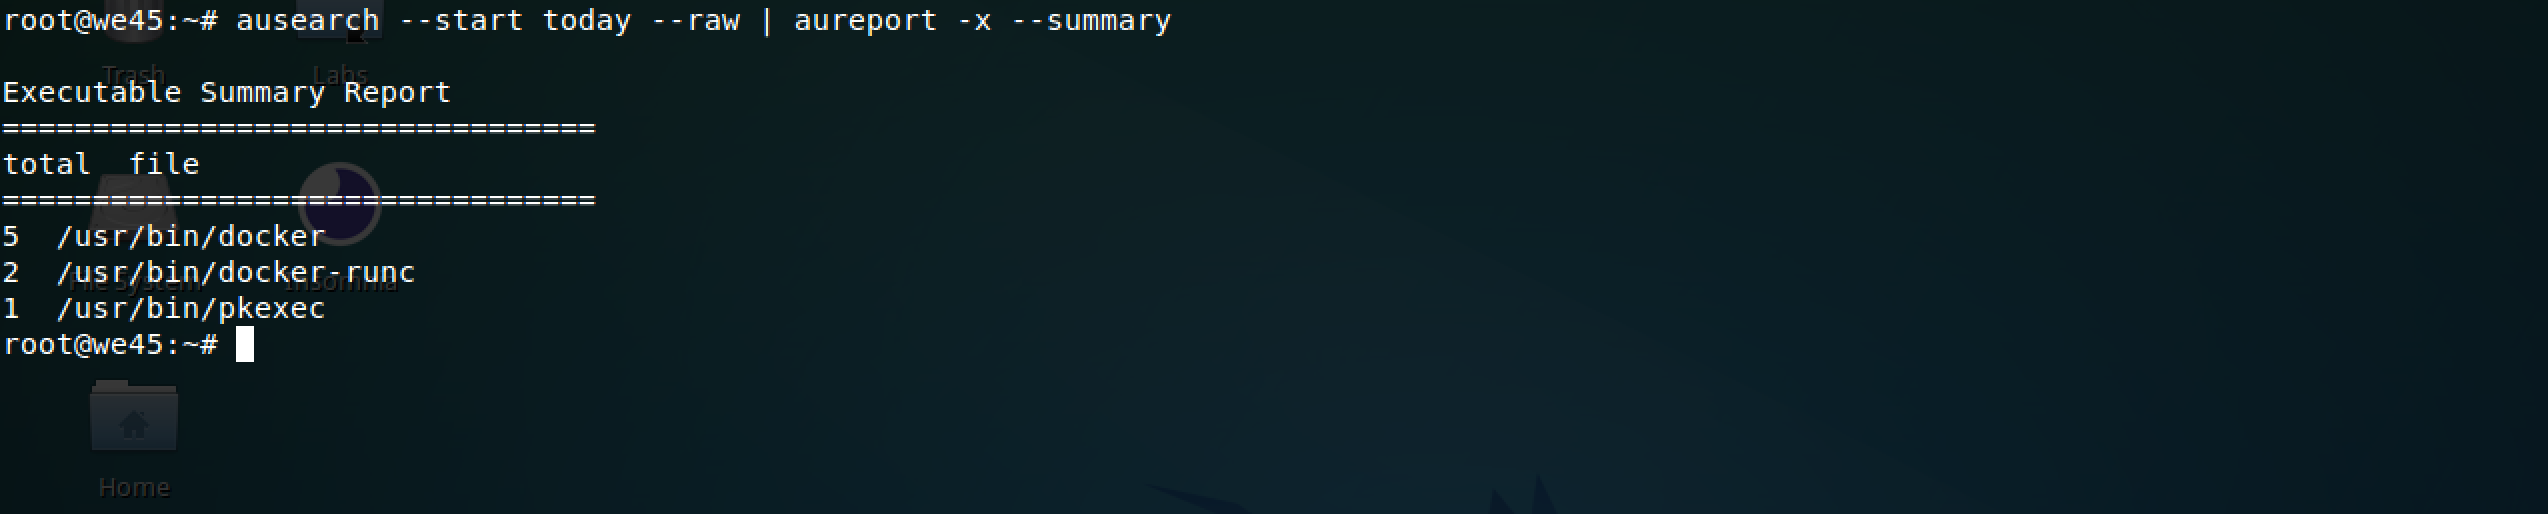 root@we45:~# ausearch --start today --raw | aureport -x --summary
Trash
Labs
Executable Summary Report
=================================
total  file
=================================
5  /usr/bin/docker
2  /usr/bin/docker-runc
File System
Insomnia
1  /usr/bin/pkexec
root@we45:~#
Home